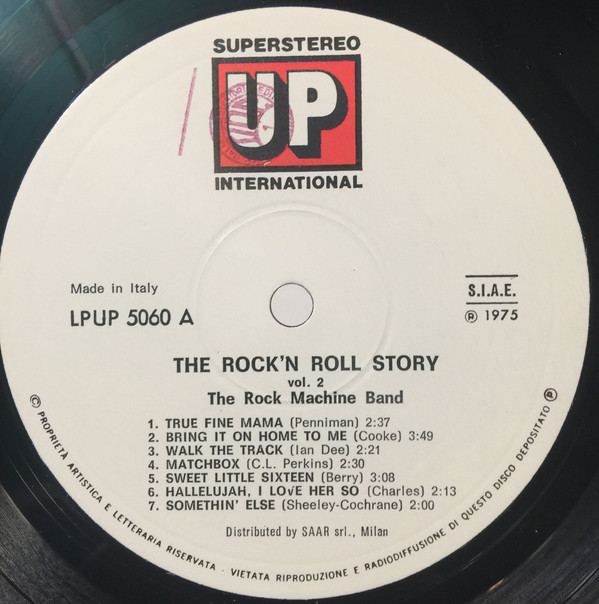 SUPERSTEREO
UP
INTERNATIONAL
Made in Italy
LPUP 5060 A
S.I.A.E.
Ⓟ 1975
THE ROCK'N ROLL STORY
vol. 2
The Rock Machine Band
1. TRUE FINE MAMA (Penniman) 2:37
2. BRING IT ON HOME TO ME (Cooke) 3:49
3. WALK THE TRACK (Ian Dee) 2:21
4. MATCHBOX (C.L. Perkins) 2:30
5. SWEET LITTLE SIXTEEN (Berry) 3:08
6. HALLELUJAH, I LOVE HER SO (Charles) 2:13
7. SOMETHIN' ELSE (Sheeley-Cochrane) 2:00
Distributed by SAAR srl., Milan
© PROPRIETÀ ARTISTICA E LETTERARIA RISERVATA - VIETATA RIPRODUZIONE E RADIODIFFUSIONE DI QUESTO DISCO DEPOSITATO Ⓟ